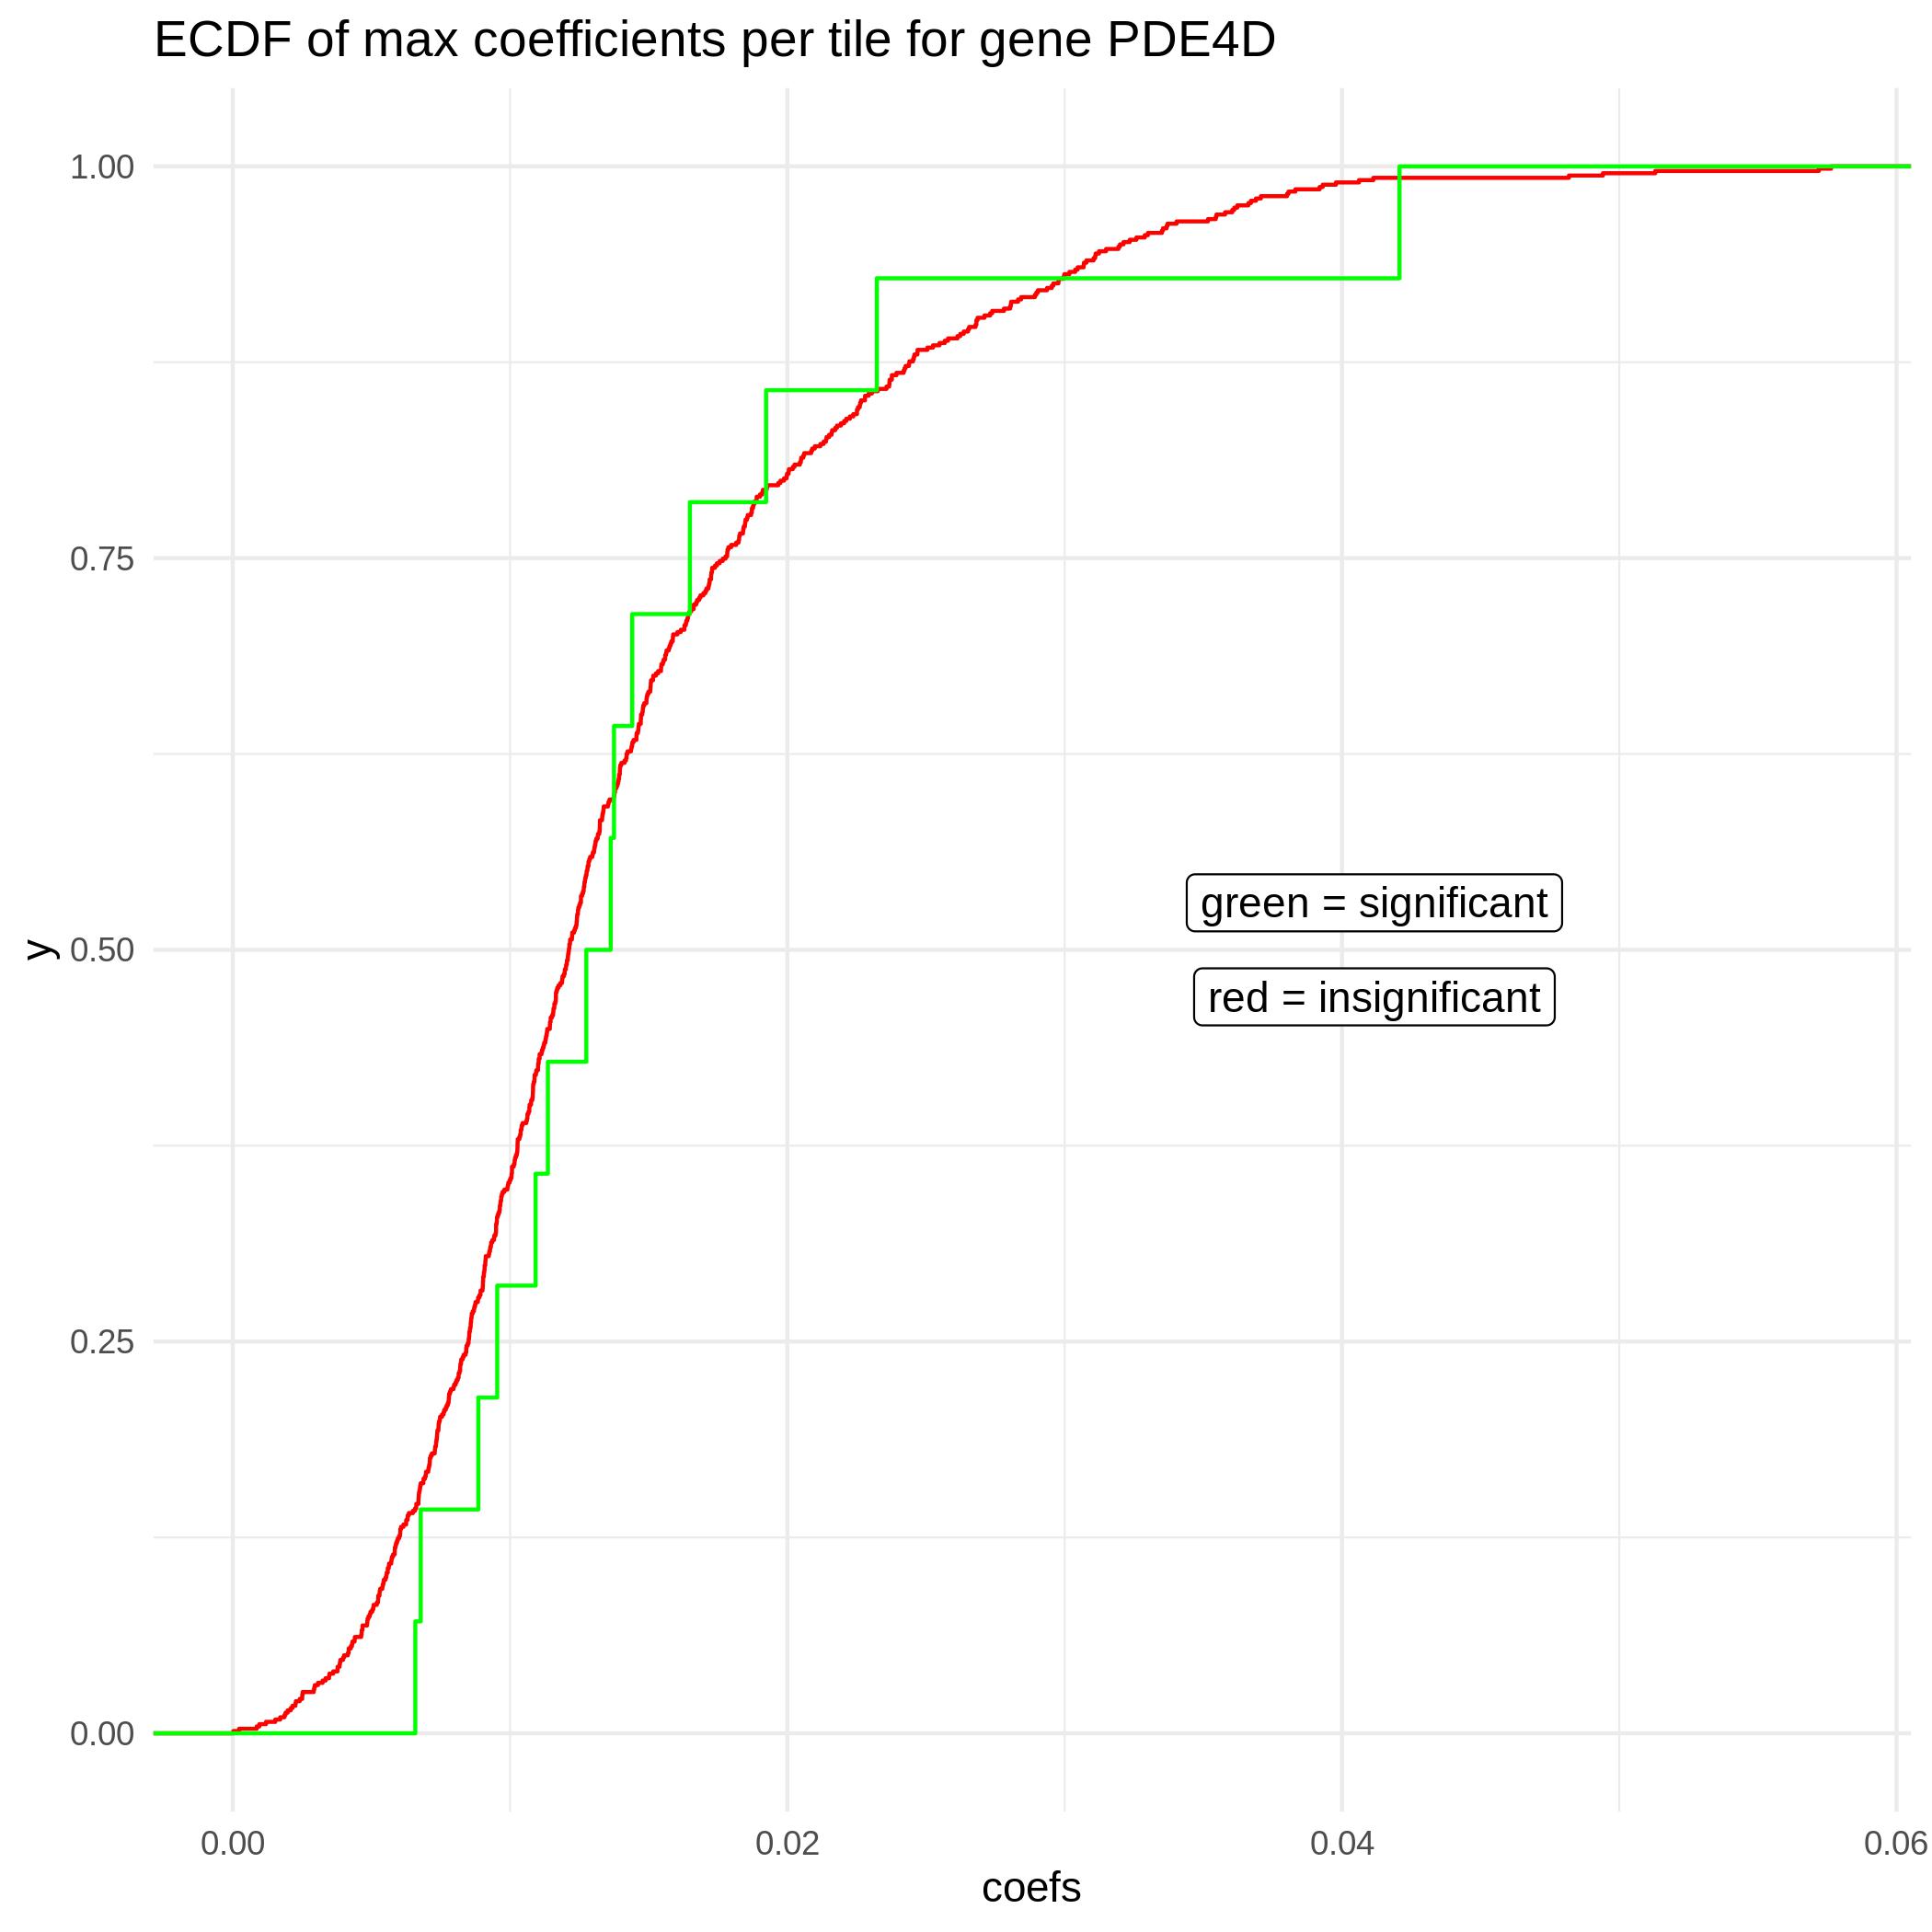 ECDF of max coefficients per tile for gene PDE4D
1.00
0.75
0.50
0.25
0.00
y
green = significant
red = insignificant
0.00 0.02 0.04 0.06
coefs